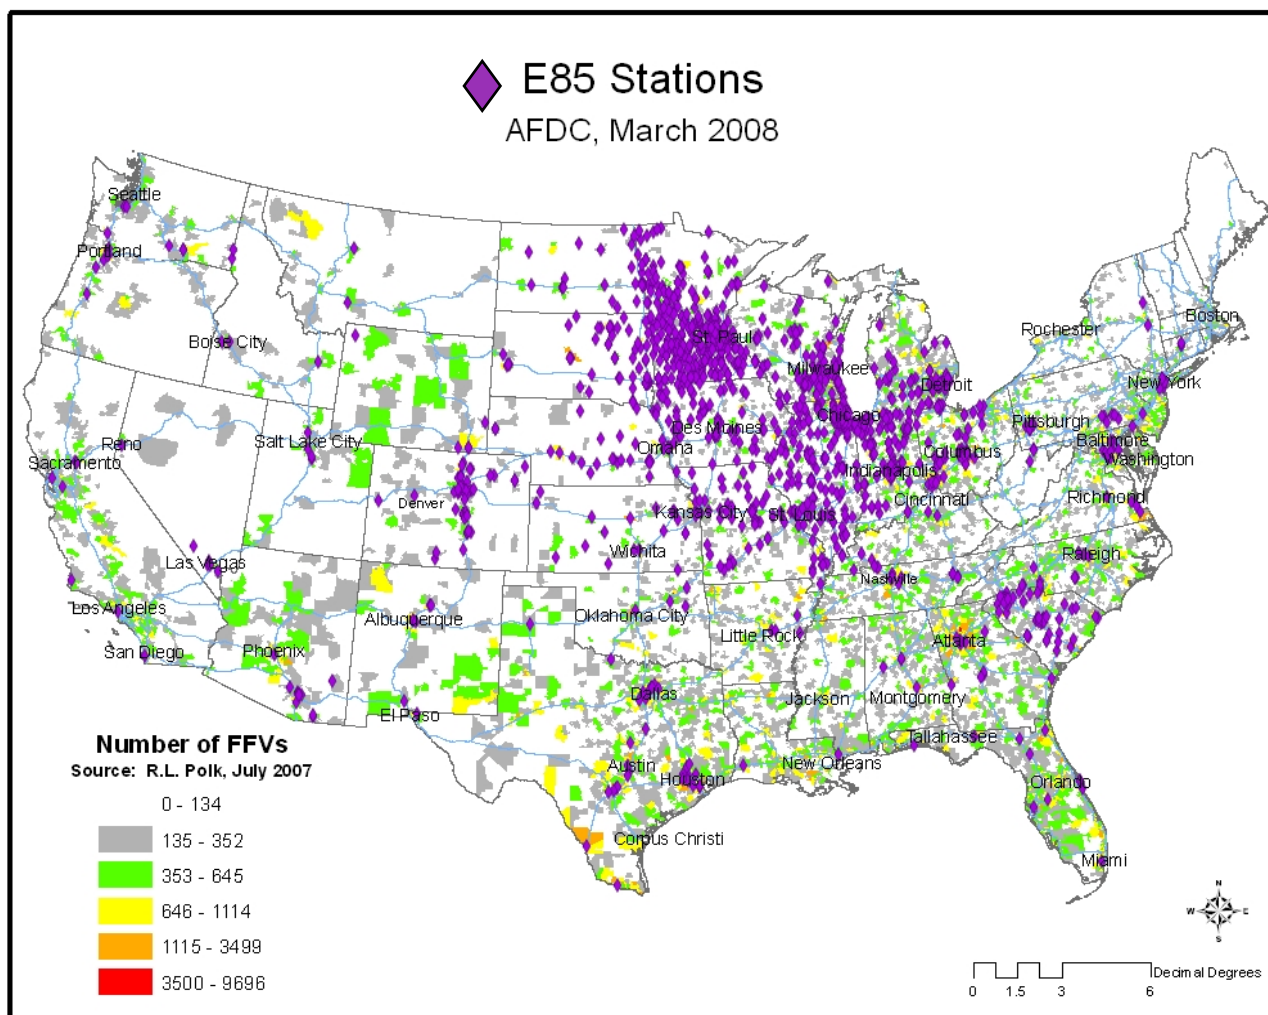 E85 Stations
AFDC, March 2008
Seattle
Portland
Boise City
St. Paul
Rochester
Boston
Milwaukee
Detroit
New York
Chicago
Pittsburgh
Des Moines
Reno
Salt Lake City
Omaha
Columbus
Baltimore
Sacramento
Indianapolis
Washington
Denver
Cincinnati
Richmond
Kansas City
St. Louis
Wichita
Raleigh
Las Vegas
Nashville
Los Angeles
Albuquerque
Oklahoma City
Little Rock
Atlanta
San Diego
Phoenix
Dallas
Jackson
Montgomery
El Paso
Tallahassee
Austin
Houston
New Orleans
Orlando
Corpus Christi
Miami
Number of FFVs
Source: R.L. Polk, July 2007
0 - 134
135 - 352
353 - 645
646 - 1114
1115 - 3499
3500 - 9696
N
W E
S
Decimal Degrees
0 1.5 3 6